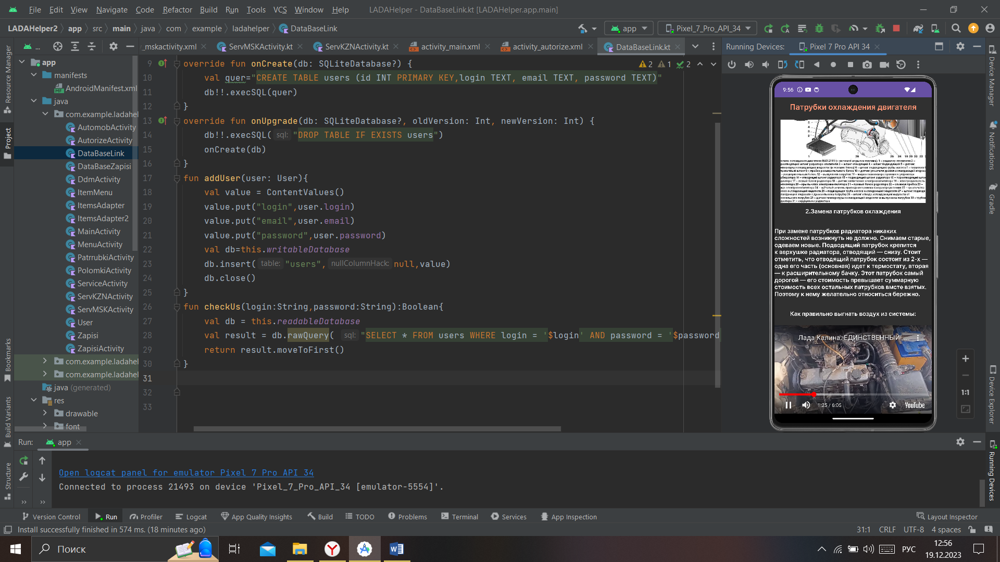 File Edit View Navigate Code Refactor Build Run Tools VCS Window Help LADAHelper - DataBaseLink.kt [LADAHelper.app.main]
LADAHelper2 app src main java com example ladahelper DataBaseLink app Pixel_7_Pro_API_34
... _mskactivity.xml ServMSKActivity.kt ServKZNActivity.kt activity_main.xml activity_autorize.xml DataBaseLink.kt Running Devices: Pixel 7 Pro API 34
Resource Manager
Project
Bookmarks
Build Variants
Structure
app
manifests
AndroidManifest.xml
java
com.example.ladahel
AutomobActivity
AutorizeActivity
DataBaseLink
DataBaseZapisi
DdmActivity
ItemMenu
ItemsAdapter
ItemsAdapter2
MainActivity
MenuActivity
PatrrubkiActivity
PolomkiActivity
ServiceActivity
ServKZNActivity
ServMSKActivity
User
Zapisi
ZapisiActivity
com.example.ladahel
com.example.ladahel
java (generated)
res
drawable
font
2 1 2
9 override fun onCreate(db: SQLiteDatabase?) {
10 val quer="CREATE TABLE users (id INT PRIMARY KEY,login TEXT, email TEXT, password TEXT)"
11 db!!.execSQL(quer)
12 }
13 override fun onUpgrade(db: SQLiteDatabase?, oldVersion: Int, newVersion: Int) {
14 db!!.execSQL( sql: "DROP TABLE IF EXISTS users")
15 onCreate(db)
16 }
17 fun addUser(user: User){
18 val value = ContentValues()
19 value.put("login",user.login)
20 value.put("email",user.email)
21 value.put("password",user.password)
22 val db=this.writableDatabase
23 db.insert( table: "users", nullColumnHack: null,value)
24 db.close()
25 }
26 fun checkUs(login:String,password:String):Boolean{
27 val db = this.readableDatabase
28 val result = db.rawQuery( sql: "SELECT * FROM users WHERE login = '$login' AND password = '$password
29 return result.moveToFirst()
30 }
31
32
33
9:56
Патрубки охлаждения двигателя
2.Замена патрубков охлаждения
При замене патрубков радиатора никаких
сложностей возникнуть не должно. Снимаем старые,
одеваем новые. Подводящий патрубок крепится
к верхушке радиатора, отводящий — снизу. Стоит
отметить, что отводящий патрубок состоит из 2-х —
одна его часть (основная) идет к термостату, вторая
— к расширительному бачку. Этот патрубок самый
дорогой — его стоимость превышает суммарную
стоимость всех остальных патрубков вмсте взятых.
Поэтому к нему желательно относиться бережно.
Как правильно выгнать воздух из системы:
Лада Калина. ЕДИНСТВЕННЫЙ! ...
1:25 / 6:05 YouTube
1:1
Device Manager
Notifications
Gradle
Device Explorer
Running Devices
Run: app
Open logcat panel for emulator Pixel 7 Pro API 34
Connected to process 21493 on device 'Pixel_7_Pro_API_34 [emulator-5554]'.
Version Control Run Profiler Logcat App Quality Insights Build TODO Problems Terminal Services App Inspection Layout Inspector
Install successfully finished in 574 ms. (18 minutes ago) 31:1 CRLF UTF-8 4 spaces
Поиск РУС 12:56
19.12.2023